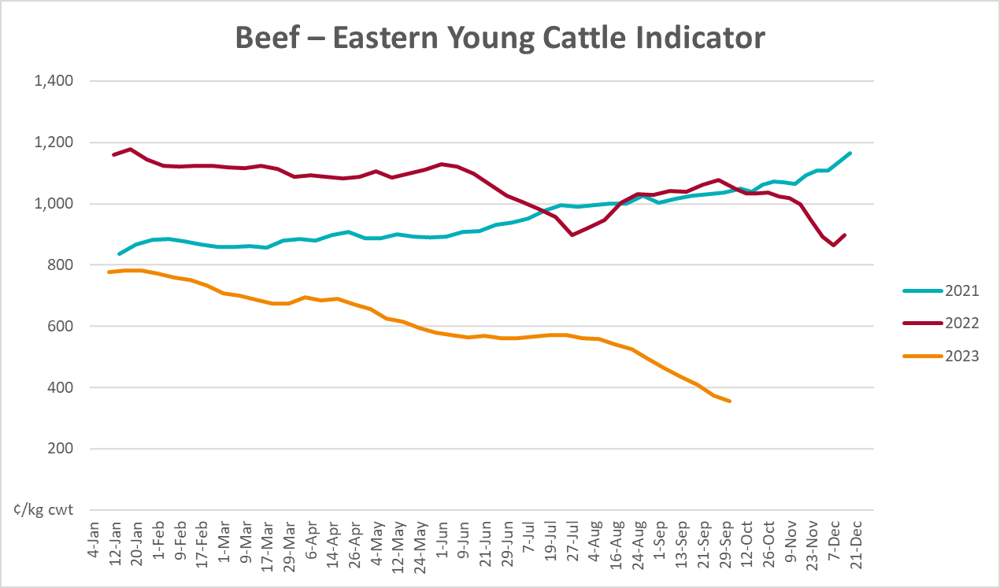 Beef – Eastern Young Cattle Indicator
1,400
1,200
1,000
800
600
400
200
¢/kg cwt
4-Jan
12-Jan
20-Jan
1-Feb
9-Feb
17-Feb
1-Mar
9-Mar
17-Mar
29-Mar
6-Apr
14-Apr
26-Apr
4-May
12-May
24-May
1-Jun
9-Jun
21-Jun
29-Jun
7-Jul
19-Jul
27-Jul
4-Aug
16-Aug
24-Aug
1-Sep
13-Sep
21-Sep
29-Sep
12-Oct
26-Oct
9-Nov
23-Nov
7-Dec
21-Dec
2021
2022
2023